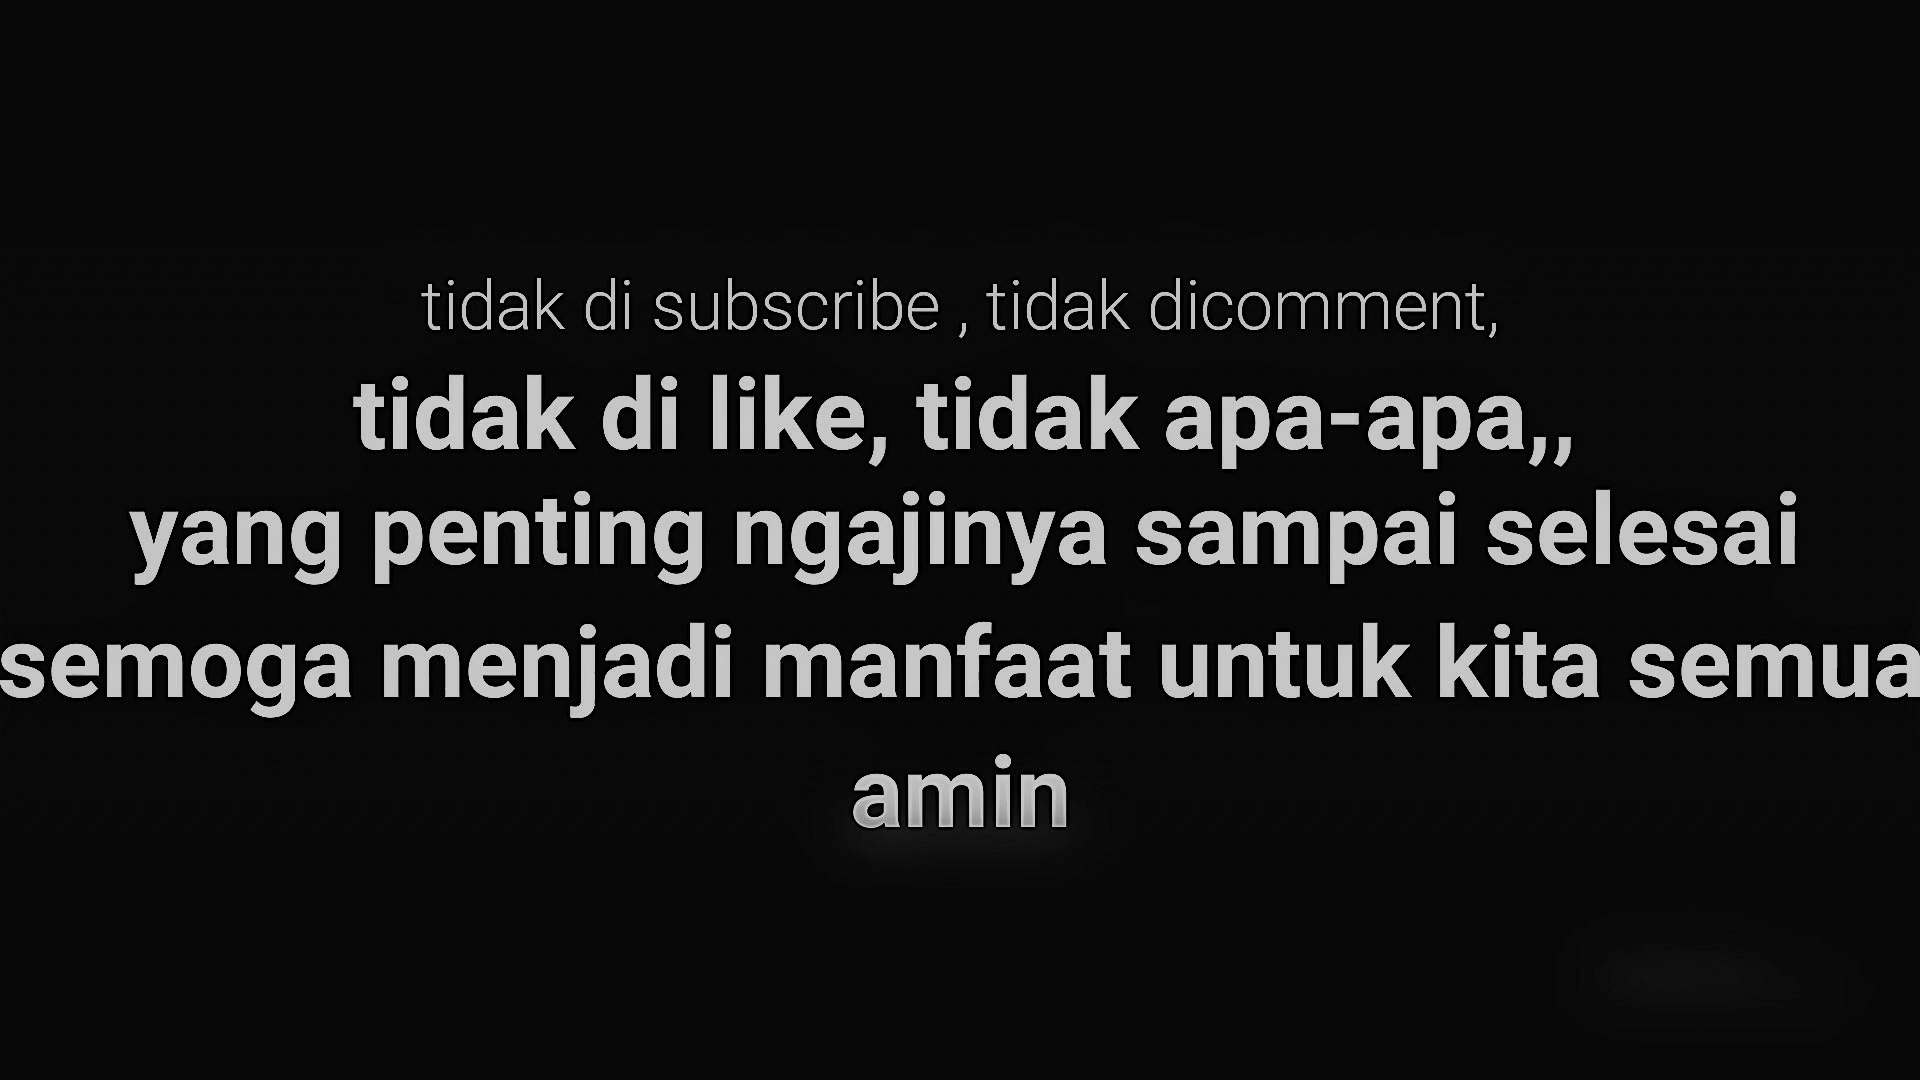 tidak di subscribe , tidak dicomment,
tidak di like, tidak apa-apa,,
yang penting ngajinya sampai selesai
semoga menjadi manfaat untuk kita semua
amin